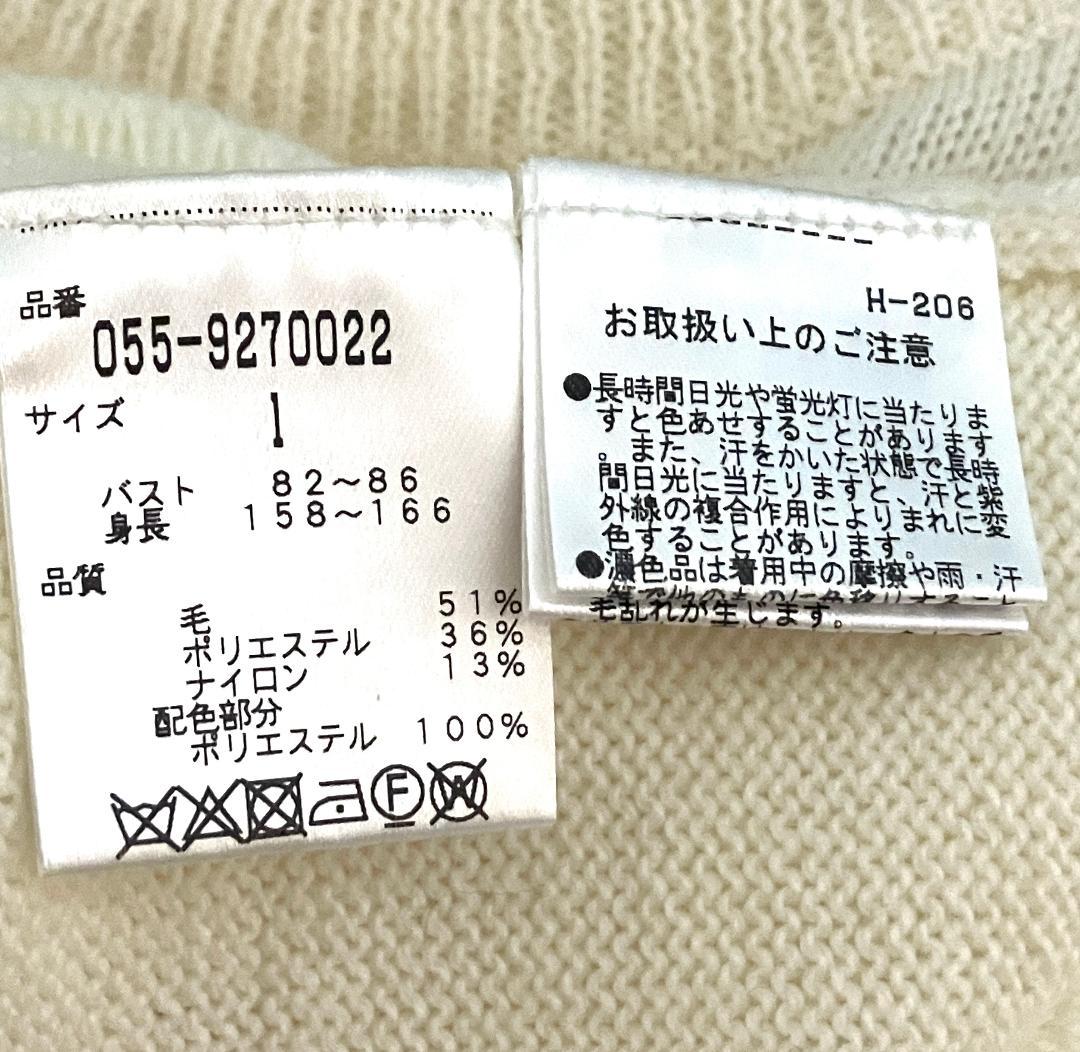 品番
055-9270022
サイズ 1
バスト 82〜86
身長 158〜166
品質
毛 51%
ポリエステル 36%
ナイロン 13%
配色部分
ポリエステル 100%
F W
H-206
お取扱い上のご注意
●長時間日光や蛍光灯に当たりま
すと色あせすることがあります
。また、汗をかいた状態で長時
間日光に当たりますと、汗と紫
外線の複合作用によりまれに変
色することがあります。
●濃色品は着用中の摩擦や雨・汗
毛乱れが生じます。